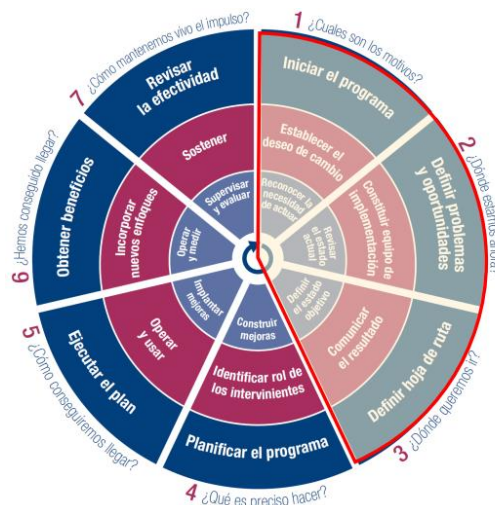 1 ¿Cuales son los motivos?
Iniciar el programa
Establecer el
deseo de cambio
Reconocer la
necesidad
de actuar
2 ¿Dónde estamos ahora?
Definir problemas
y oportunidades
Constituir equipo de
implementación
Revisar
el estado
actual
3 ¿Dónde queremos ir?
Definir hoja de ruta
Comunicar
el resultado
Definir
el estado
objetivo
4 ¿Qué es preciso hacer?
Planificar el programa
Identificar rol de
los intervinientes
Construir
mejoras
5 ¿Cómo conseguiremos llegar?
Ejecutar el plan
Operar
y usar
Implantar
mejoras
6 ¿Hemos conseguido llegar?
Obtener beneficios
Incorporar
nuevos enfoques
Operar
y medir
7 ¿Cómo mantenemos vivo el impulso?
Revisar
la efectividad
Sostener
Supervisar
y evaluar